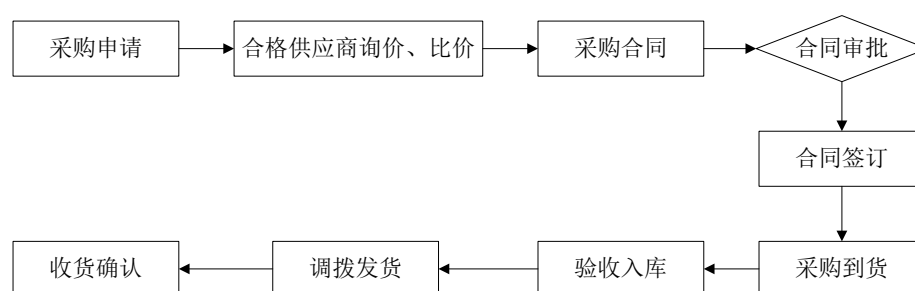 采购申请
合格供应商询价、比价
采购合同
合同审批
合同签订
采购到货
验收入库
调拨发货
收货确认